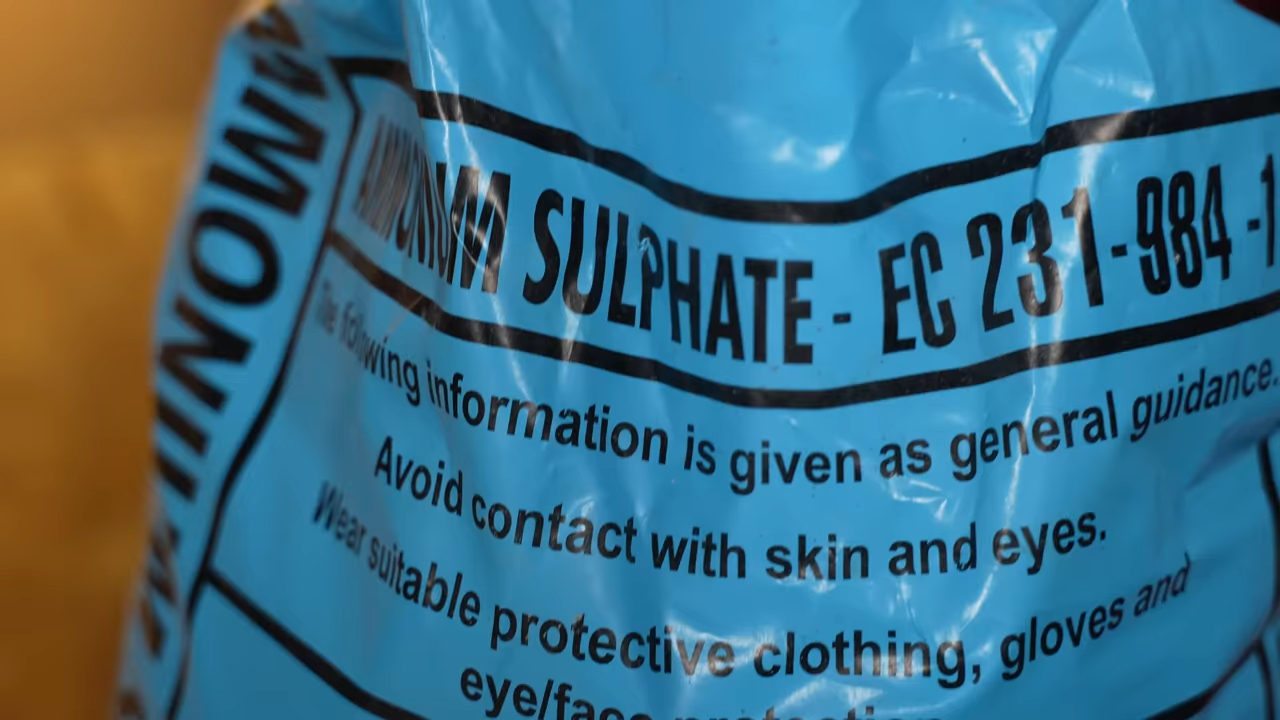 AMMONI
AMMONIUM SULPHATE - EC 231-984 -1
The following information is given as general guidance.
Avoid contact with skin and eyes.
Wear suitable protective clothing, gloves and
eye/face protection